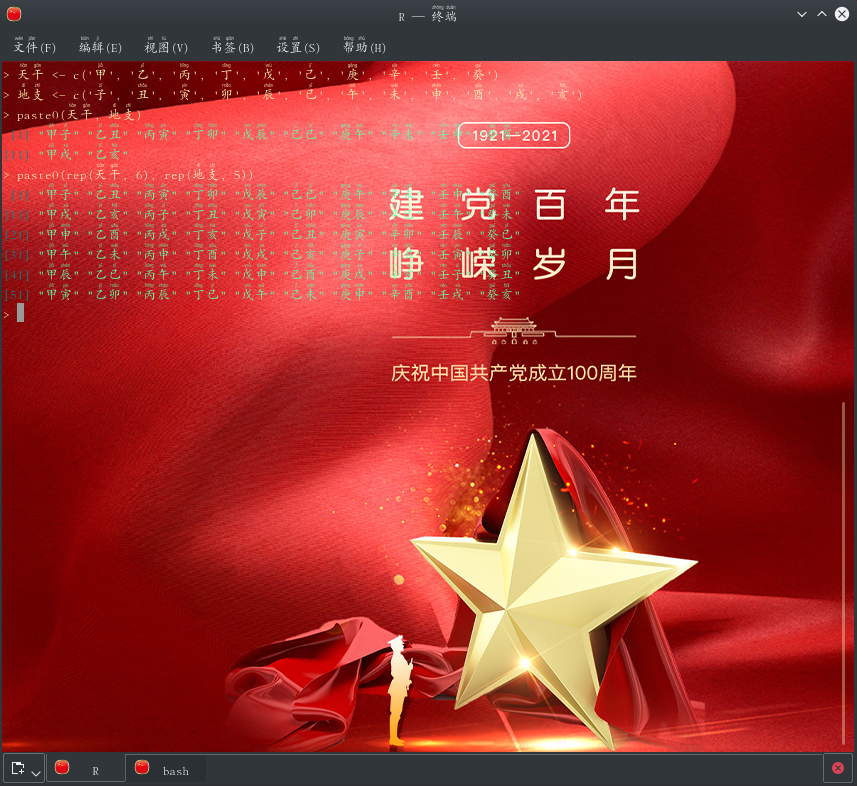 R — 终端
文件(F) 编辑(E) 视图(V) 书签(B) 设置(S) 帮助(H)
> 天干 <- c('甲', '乙', '丙', '丁', '戊', '己', '庚', '辛', '壬', '癸')
> 地支 <- c('子', '丑', '寅', '卯', '辰', '巳', '午', '未', '申', '酉', '戌', '亥')
> paste0(天干, 地支)
[1] "甲子" "乙丑" "丙寅" "丁卯" "戊辰" "己巳" "庚午" "辛未" "壬申" "癸酉"
[11] "甲戌" "乙亥"
> paste0(rep(天干, 6), rep(地支, 5))
[1] "甲子" "乙丑" "丙寅" "丁卯" "戊辰" "己巳" "庚午" "辛未" "壬申" "癸酉"
[11] "甲戌" "乙亥" "丙子" "丁丑" "戊寅" "己卯" "庚辰" "辛巳" "壬午" "癸未"
[21] "甲申" "乙酉" "丙戌" "丁亥" "戊子" "己丑" "庚寅" "辛卯" "壬辰" "癸巳"
[31] "甲午" "乙未" "丙申" "丁酉" "戊戌" "己亥" "庚子" "辛丑" "壬寅" "癸卯"
[41] "甲辰" "乙巳" "丙午" "丁未" "戊申" "己酉" "庚戌" "辛亥" "壬子" "癸丑"
[51] "甲寅" "乙卯" "丙辰" "丁巳" "戊午" "己未" "庚申" "辛酉" "壬戌" "癸亥"
>
1921—2021
建党百年
峥嵘岁月
庆祝中国共产党成立100周年
R bash